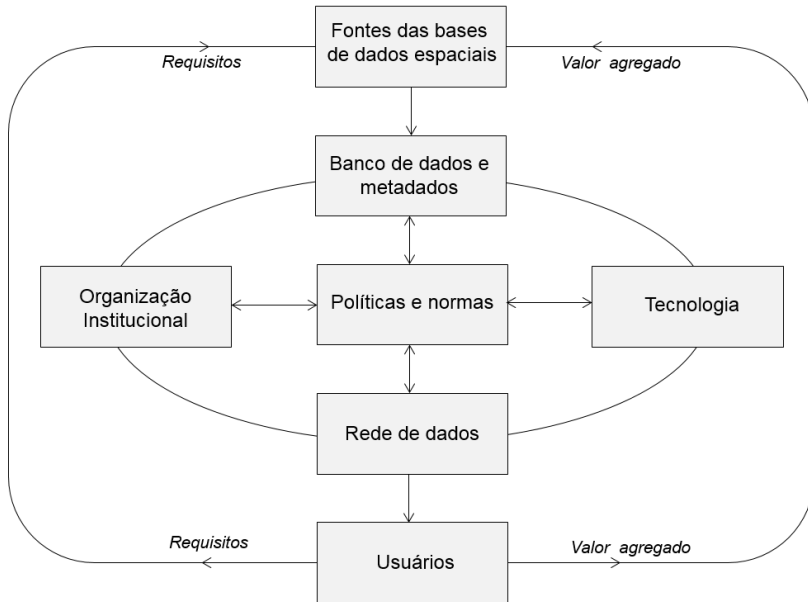 Fontes das bases
de dados espaciais
Requisitos
Valor agregado
Banco de dados e
metadados
Organização
Institucional
Políticas e normas
Tecnologia
Rede de dados
Requisitos
Usuários
Valor agregado